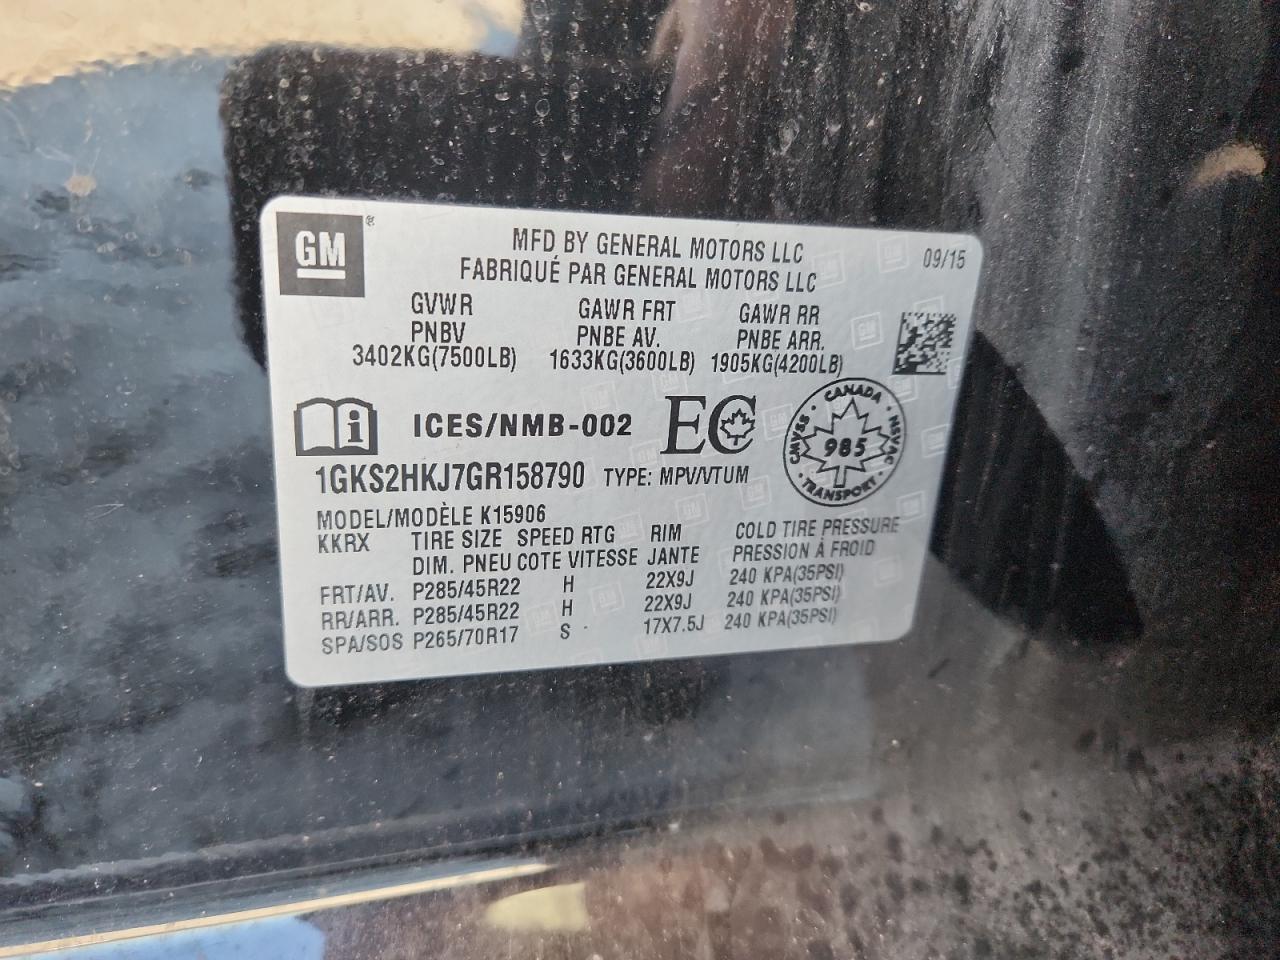 GM ®
MFD BY GENERAL MOTORS LLC
FABRIQUÉ PAR GENERAL MOTORS LLC
09/15
GVWR GAWR FRT GAWR RR
PNBV PNBE AV. PNBE ARR.
3402KG(7500LB) 1633KG(3600LB) 1905KG(4200LB)
i ICES/NMB-002 EC
CANADA
CMVSS 985 NSVAC
TRANSPORT
1GKS2HKJ7GR158790 TYPE: MPV/VTUM
MODEL/MODÈLE K15906
KKRX TIRE SIZE SPEED RTG RIM COLD TIRE PRESSURE
DIM. PNEU COTE VITESSE JANTE PRESSION À FROID
FRT/AV. P285/45R22 H 22X9J 240 KPA(35PSI)
RR/ARR. P285/45R22 H 22X9J 240 KPA(35PSI)
SPA/SOS P265/70R17 S 17X7.5J 240 KPA(35PSI)